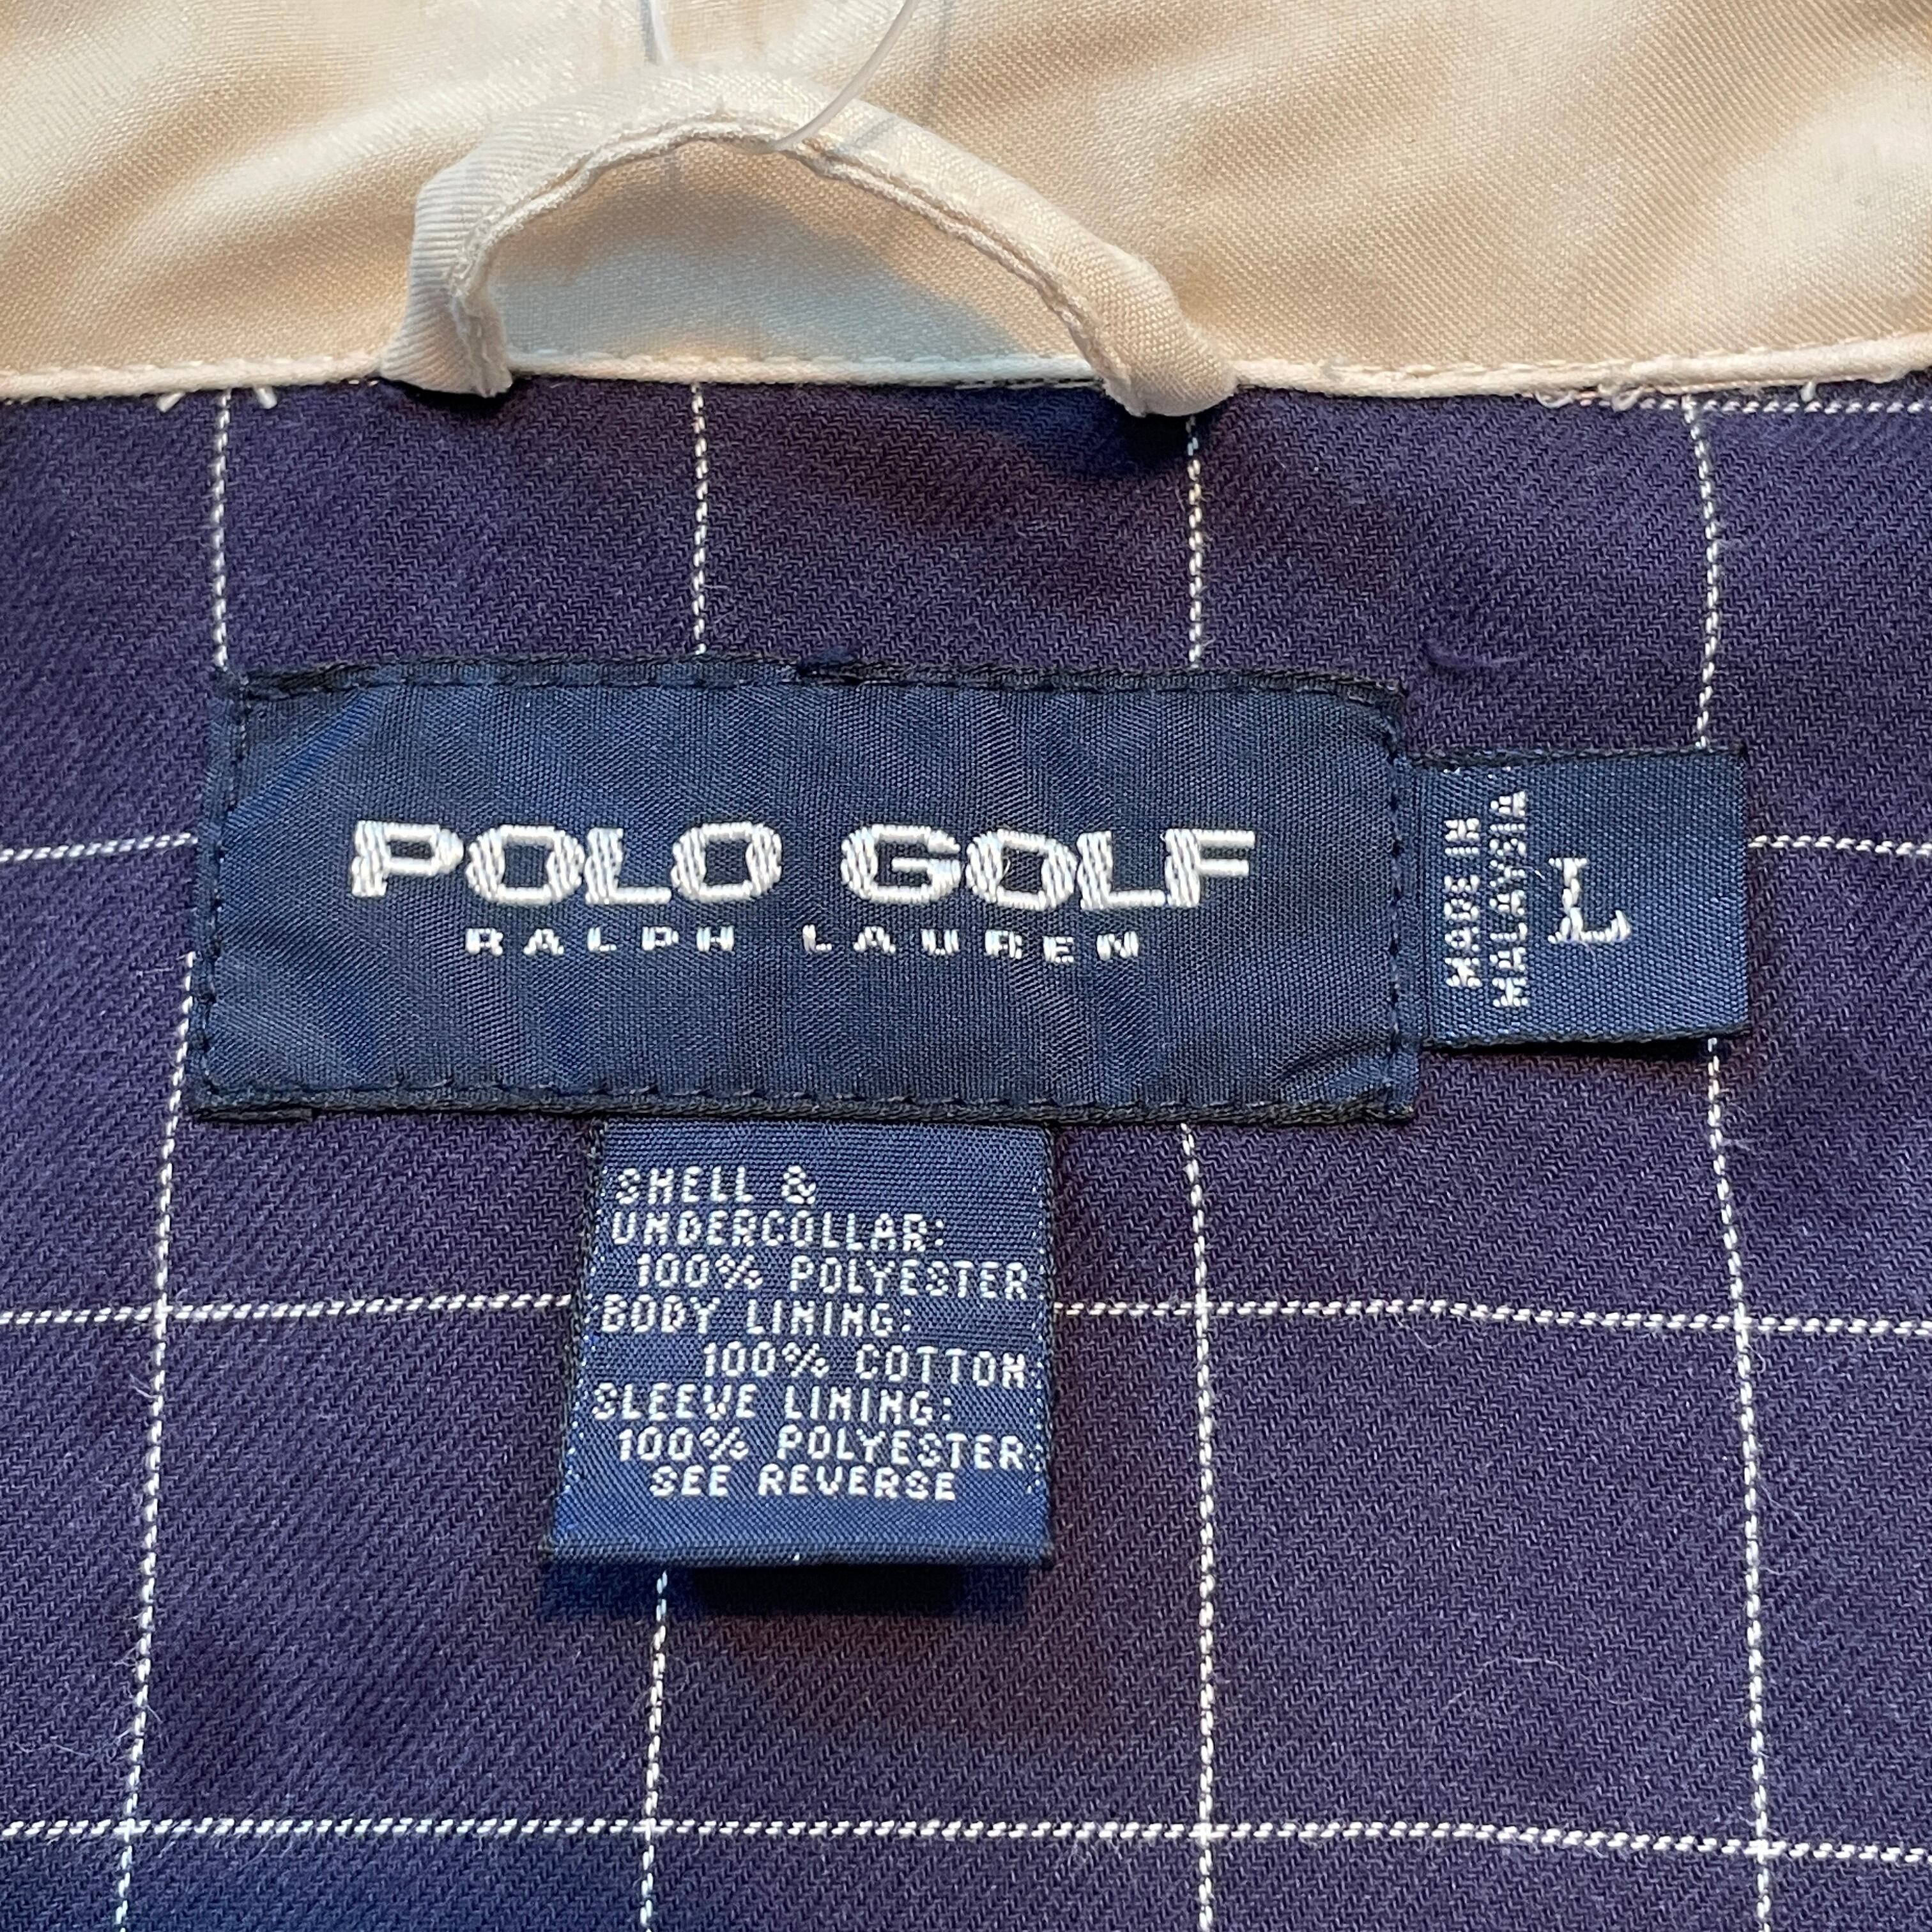 POLO GOLF
RALPH LAUREN
MADE IN
MALAYSIA
L
SHELL &
UNDERCOLLAR:
100% POLYESTER
BODY LINING:
100% COTTON
SLEEVE LINING:
100% POLYESTER
SEE REVERSE